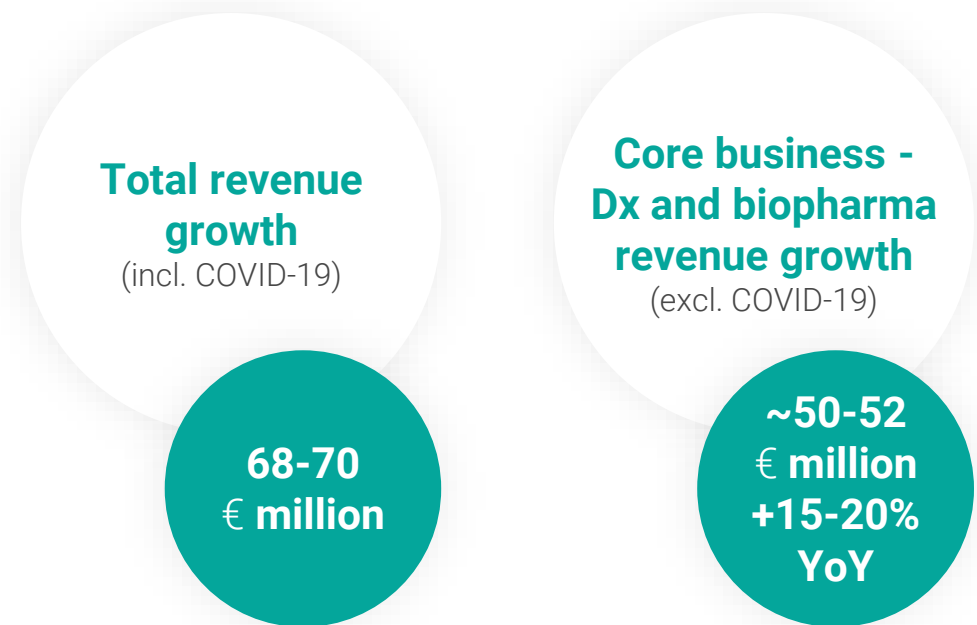 Total revenue
growth
(incl. COVID-19)
68-70
€ million
Core business -
Dx and biopharma
revenue growth
(excl. COVID-19)
~50-52
€ million
+15-20%
YoY